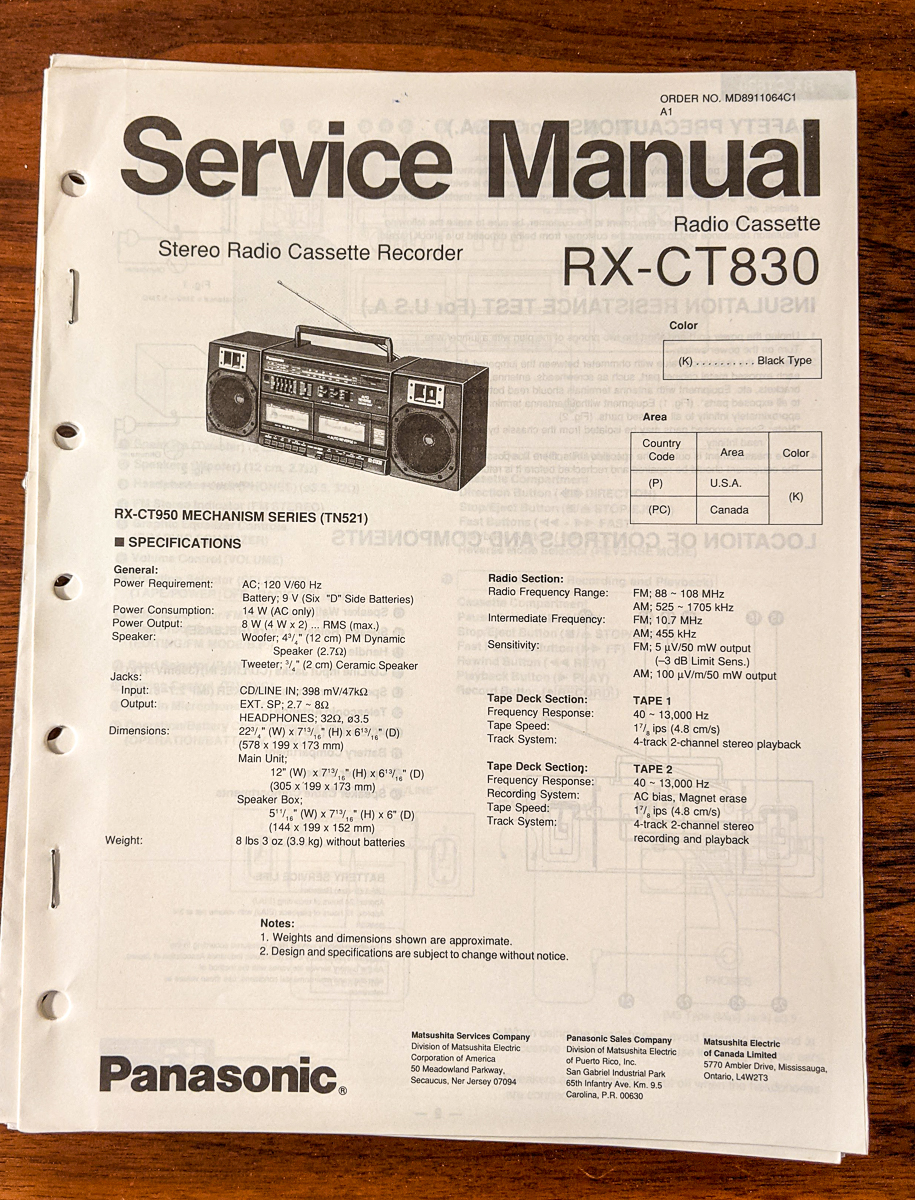 ORDER NO. MD8911064C1
A1
Service Manual
Radio Cassette
Stereo Radio Cassette Recorder
RX-CT830
Panasonic
Color
(K) . . . . . . . . . . Black Type
Area
Country Code Area Color
(P) U.S.A. (K)
(PC) Canada
RX-CT950 MECHANISM SERIES (TN521)
■ SPECIFICATIONS
General:
Power Requirement: AC; 120 V/60 Hz
Battery; 9 V (Six "D" Side Batteries)
Power Consumption: 14 W (AC only)
Power Output: 8 W (4 W x 2) ... RMS (max.)
Speaker: Woofer; 4³/₄" (12 cm) PM Dynamic
Speaker (2.7Ω)
Tweeter; ³/₄" (2 cm) Ceramic Speaker
Jacks:
Input: CD/LINE IN; 398 mV/47kΩ
Output: EXT. SP; 2.7 ~ 8Ω
HEADPHONES; 32Ω, ø3.5
Dimensions: 22³/₄" (W) x 7¹³/₁₆" (H) x 6¹³/₁₆" (D)
(578 x 199 x 173 mm)
Main Unit;
12" (W) x 7¹³/₁₆" (H) x 6¹³/₁₆" (D)
(305 x 199 x 173 mm)
Speaker Box;
5¹¹/₁₆" (W) x 7¹³/₁₆" (H) x 6" (D)
(144 x 199 x 152 mm)
Weight: 8 lbs 3 oz (3.9 kg) without batteries
Radio Section:
Radio Frequency Range: FM; 88 ~ 108 MHz
AM; 525 ~ 1705 kHz
Intermediate Frequency: FM; 10.7 MHz
AM; 455 kHz
Sensitivity: FM; 5 µV/50 mW output
(–3 dB Limit Sens.)
AM; 100 µV/m/50 mW output
Tape Deck Section: TAPE 1
Frequency Response: 40 ~ 13,000 Hz
Tape Speed: 1⁷/₈ ips (4.8 cm/s)
Track System: 4-track 2-channel stereo playback
Tape Deck Section: TAPE 2
Frequency Response: 40 ~ 13,000 Hz
Recording System: AC bias, Magnet erase
Tape Speed: 1⁷/₈ ips (4.8 cm/s)
Track System: 4-track 2-channel stereo
recording and playback
Notes:
1. Weights and dimensions shown are approximate.
2. Design and specifications are subject to change without notice.
Panasonic®
Matsushita Services Company
Division of Matsushita Electric
Corporation of America
50 Meadowland Parkway,
Secaucus, Ner Jersey 07094
Panasonic Sales Company
Division of Matsushita Electric
of Puerto Rico, Inc.
San Gabriel Industrial Park
65th Infantry Ave. Km. 9.5
Carolina, P.R. 00630
Matsushita Electric
of Canada Limited
5770 Ambler Drive, Mississauga,
Ontario, L4W2T3